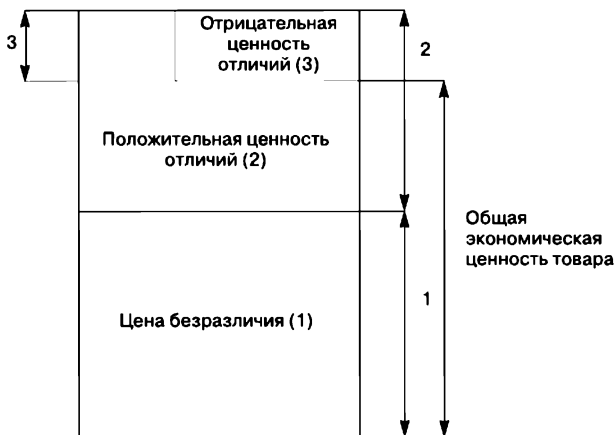 3
Отрицательная
ценность
отличий (3)
2
Положительная ценность
отличий (2)
Общая
экономическая
ценность товара
1
Цена безразличия (1)